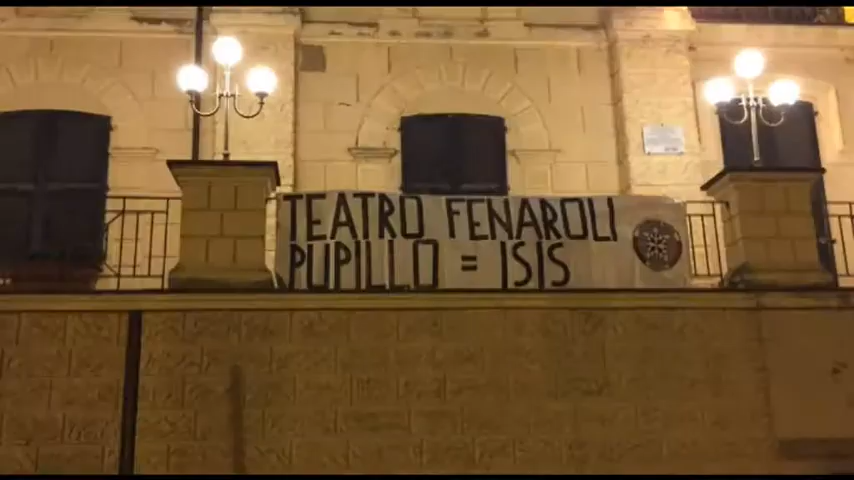 TEATRO FENAROLI
PUPILLO = ISIS